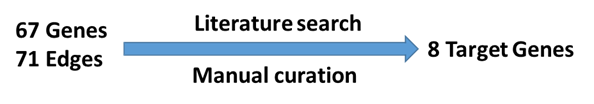 67 Genes
71 Edges
Literature search
Manual curation
8 Target Genes